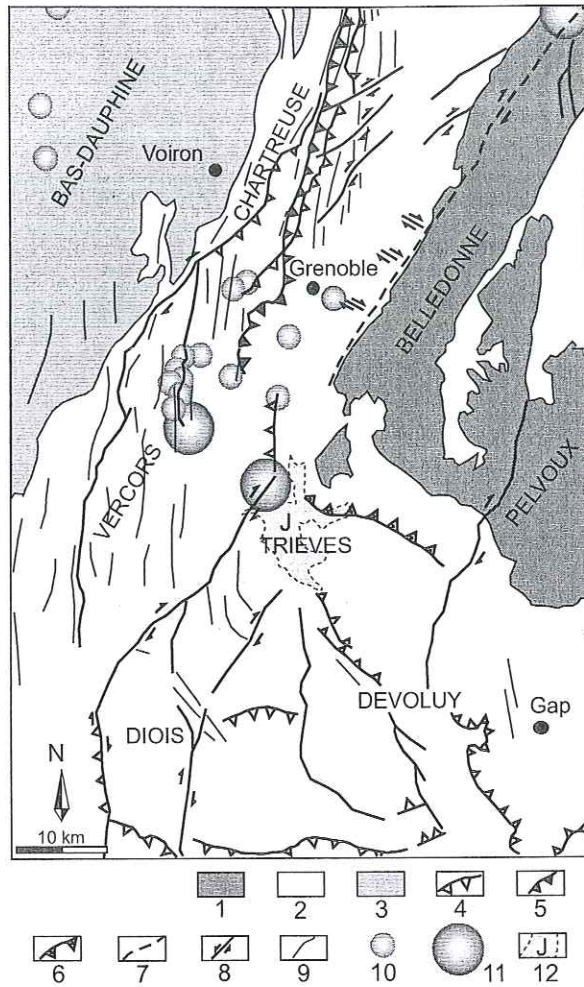 BAS-DAUPHINE
Voiron
CHARTREUSE
Grenoble
BELLEDONNE
VERCORS
PELVOUX
J
TRIEVES
DEVOLUY
Gap
DIOIS
N
10 km
1 2 3 4 5
6 7 8 9 10 11 J 12